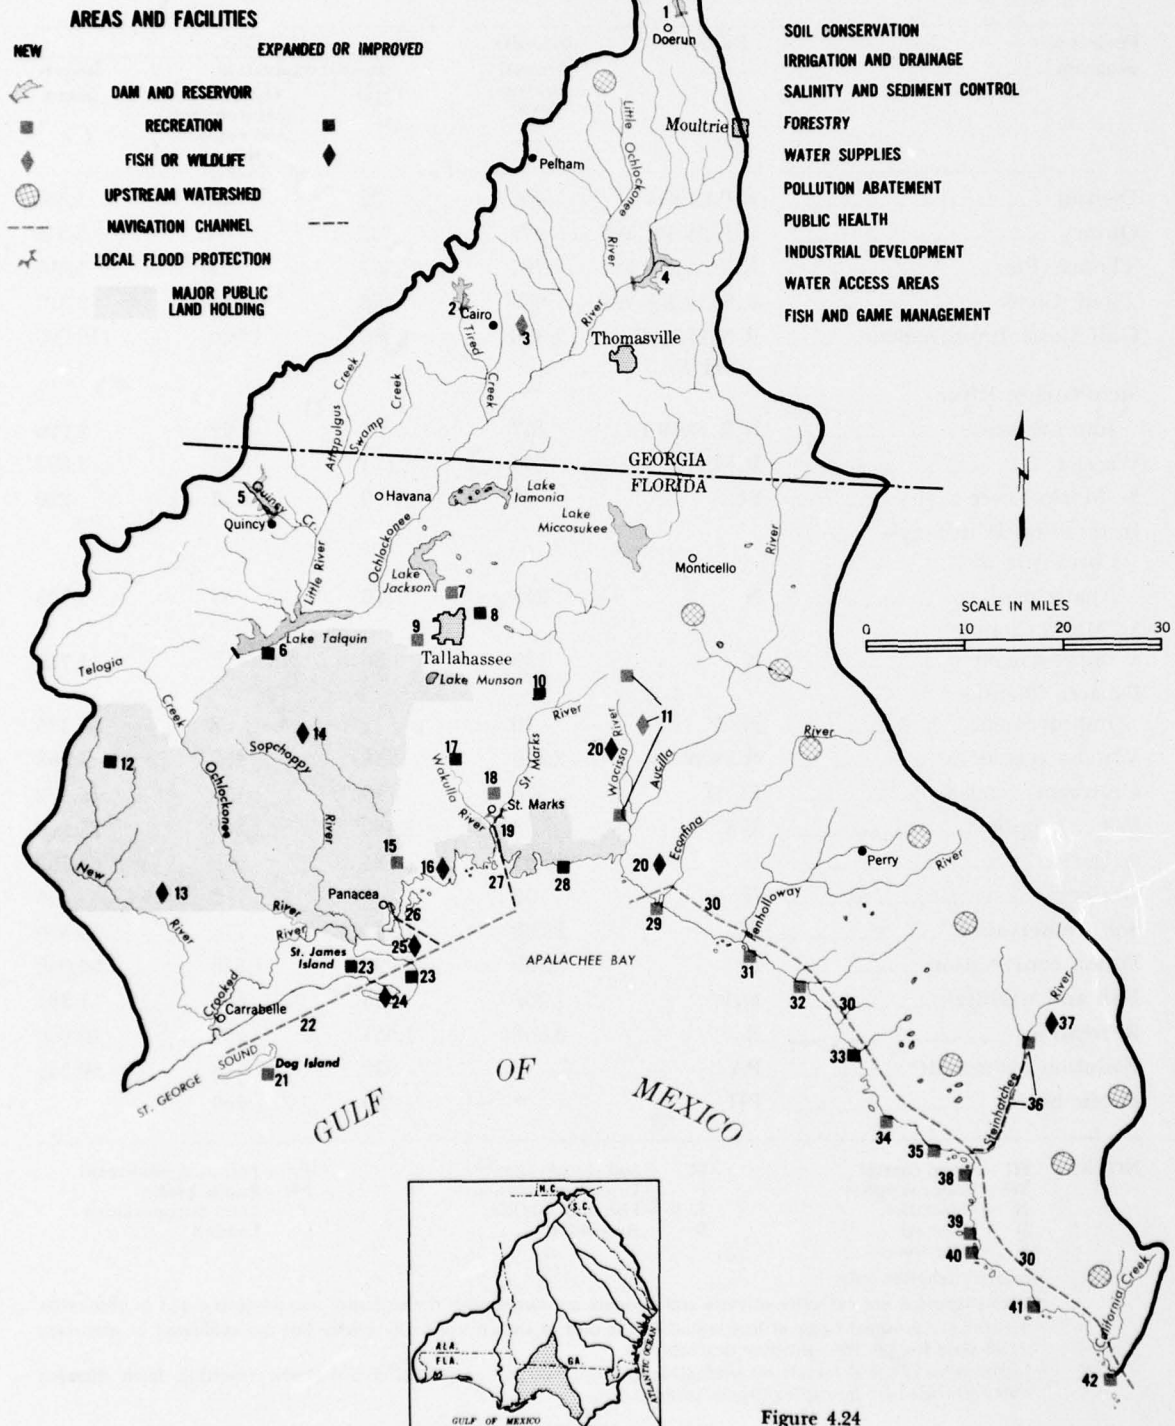 AREAS AND FACILITIES
NEW
EXPANDED OR IMPROVED
DAM AND RESERVOIR
RECREATION
FISH OR WILDLIFE
UPSTREAM WATERSHED
NAVIGATION CHANNEL
LOCAL FLOOD PROTECTION
MAJOR PUBLIC
LAND HOLDING
SOIL CONSERVATION
IRRIGATION AND DRAINAGE
SALINITY AND SEDIMENT CONTROL
FORESTRY
WATER SUPPLIES
POLLUTION ABATEMENT
PUBLIC HEALTH
INDUSTRIAL DEVELOPMENT
WATER ACCESS AREAS
FISH AND GAME MANAGEMENT
1
Doerun
Moultrie
Little Ochlockonee
River
Pelham
4
2
Cairo
3
River
Tired
Creek
Thomasville
Attapulgus Creek
Swamp Creek
GEORGIA
FLORIDA
N
5
Quincy
Cr.
Quincy
Havana
Lake
Iamonia
Lake
Miccosukee
Ochlockonee
Little River
Lake
Jackson
River
Monticello
7
8
9
Tallahassee
Lake Munson
Lake Talquin
6
SCALE IN MILES
0
10
20
30
Telogia
Creek
10
River
11
12
14
Sopchoppy
River
Ochlockonee
River
17
Wakulla
River
18
St. Marks
St. Marks
19
20
Wacissa River
Aucilla
River
Econfina
15
16
27
28
20
Perry
River
New
River
13
Panacea
26
29
30
Fenholloway
River
St. James
Island
23
25
23
24
APALACHEE BAY
31
32
30
Crooked
Carrabelle
22
Dog Island
21
ST. GEORGE SOUND
GULF
OF
MEXICO
33
River
37
36
Steinhatchee
34
35
38
39
40
30
41
California Creek
42
N.C.
S.C.
ALA.
FLA.
GA.
ATLANTIC OCEAN
GULF OF MEXICO
Figure 4.24